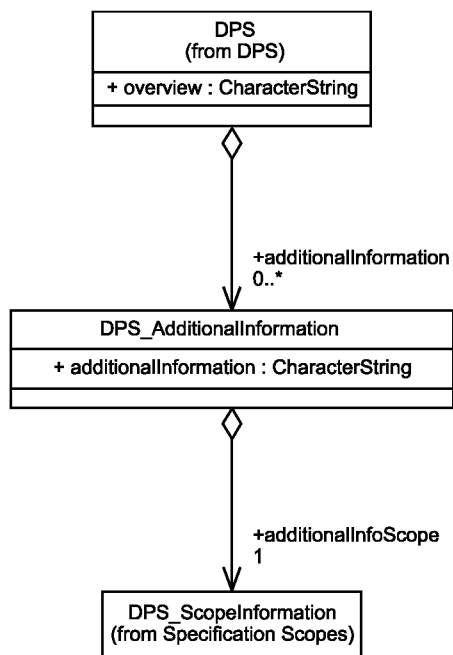 DPS
(from DPS)
+ overview : CharacterString
+additionalInformation
0..*
DPS_AdditionalInformation
+ additionalInformation : CharacterString
+additionalInfoScope
1
DPS_ScopeInformation
(from Specification Scopes)